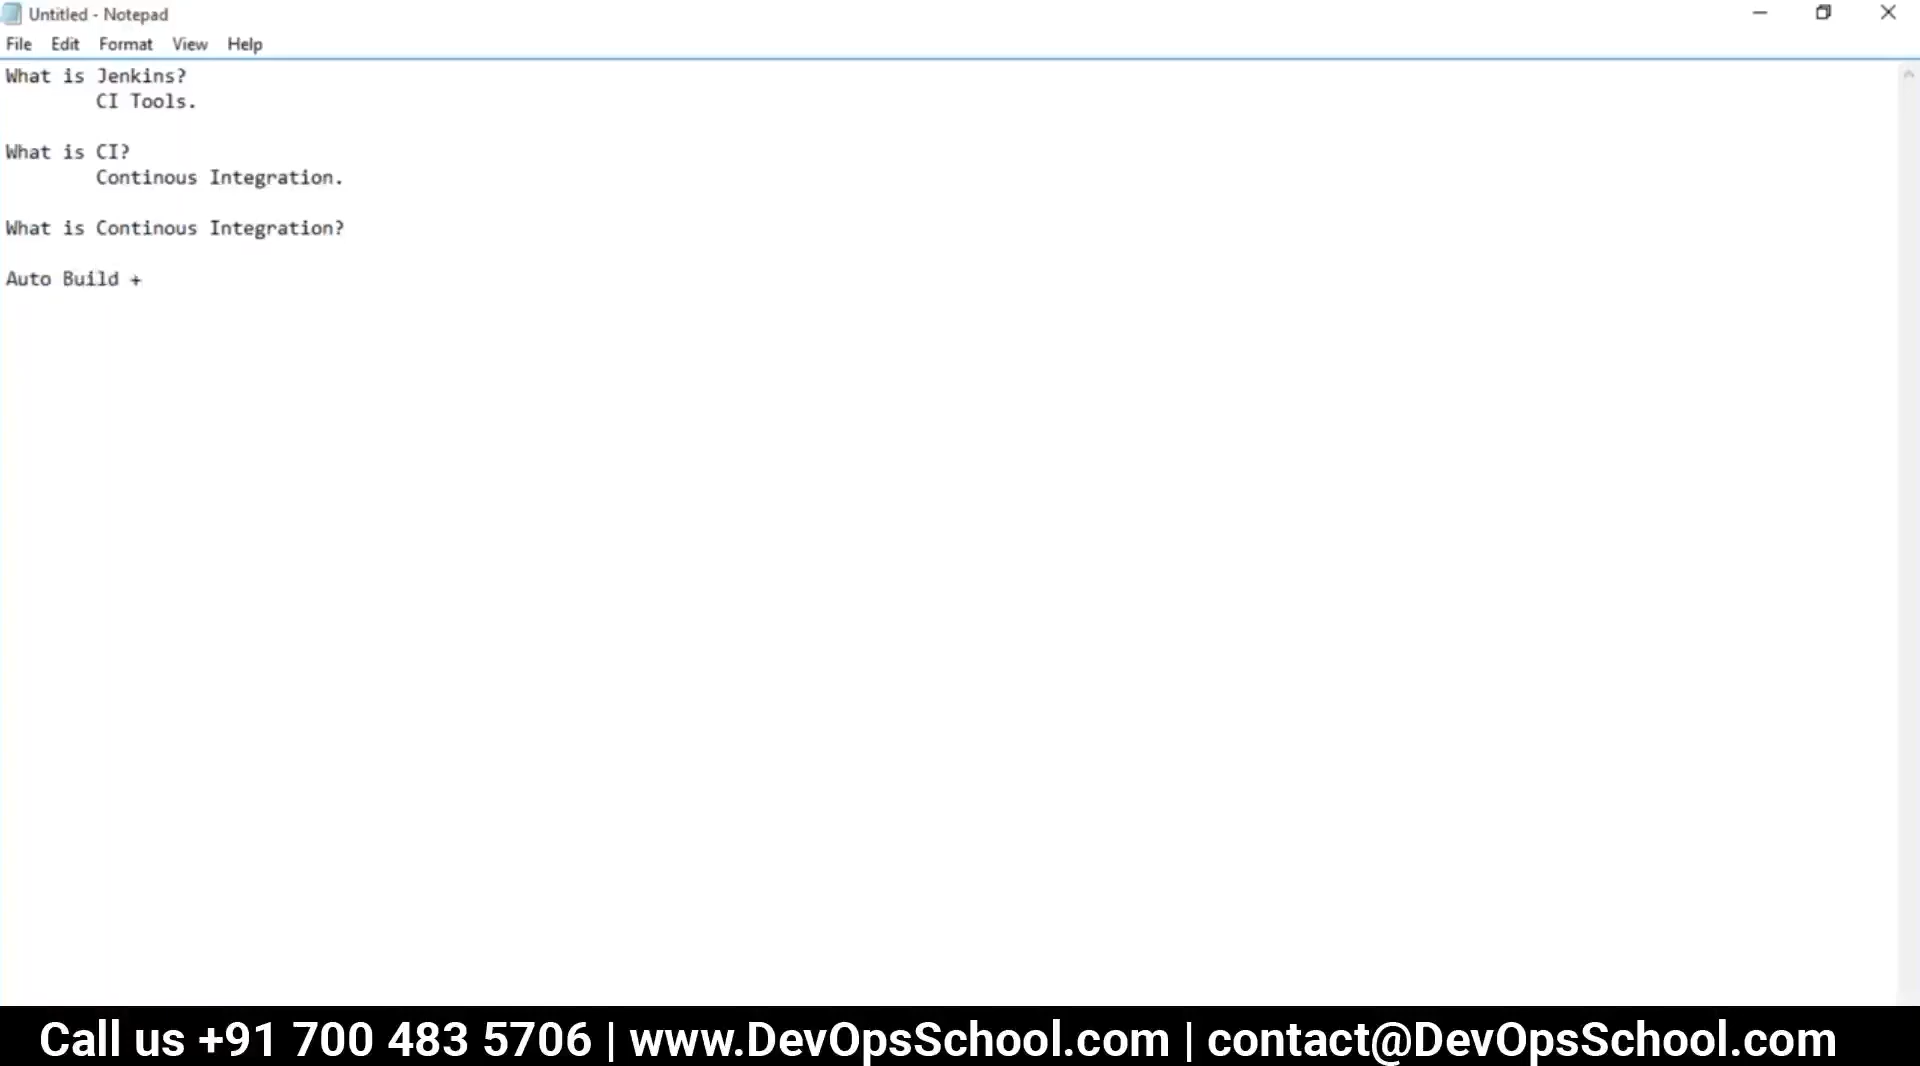 Untitled - Notepad
File Edit Format View Help
What is Jenkins?
CI Tools.
What is CI?
Continous Integration.
What is Continous Integration?
Auto Build +
Call us +91 700 483 5706 | www.DevOpsSchool.com | contact@DevOpsSchool.com